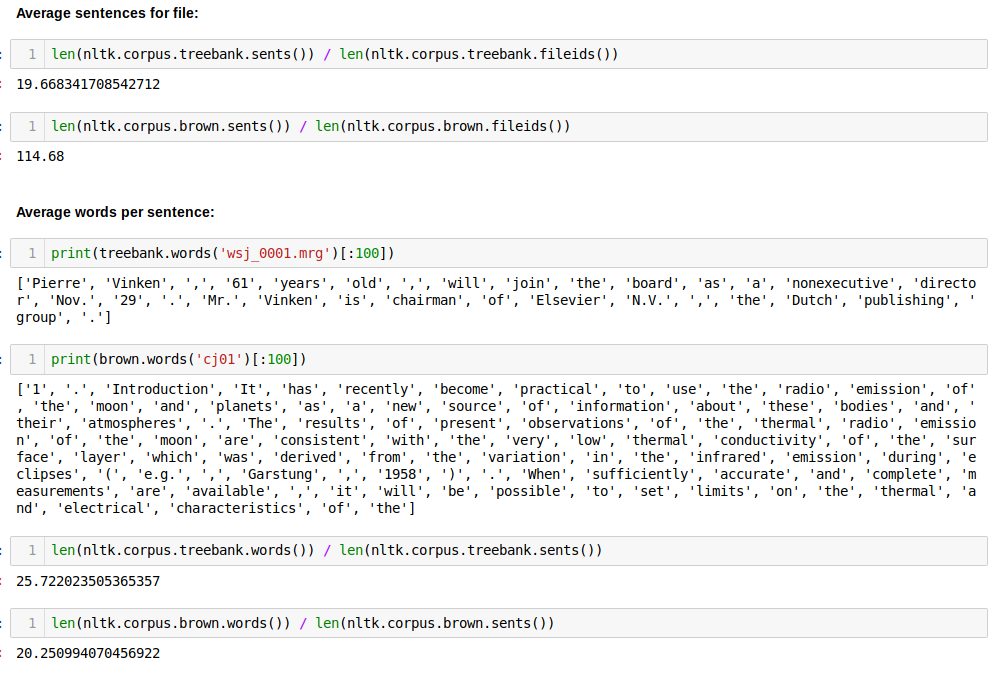 Average sentences for file:
1 len(nltk.corpus.treebank.sents()) / len(nltk.corpus.treebank.fileids())
19.668341708542712
1 len(nltk.corpus.brown.sents()) / len(nltk.corpus.brown.fileids())
114.68
Average words per sentence:
1 print(treebank.words('wsj_0001.mrg')[:100])
['Pierre', 'Vinken', ',', '61', 'years', 'old', ',', 'will', 'join', 'the', 'board', 'as', 'a', 'nonexecutive', 'directo
r', 'Nov.', '29', '.', 'Mr.', 'Vinken', 'is', 'chairman', 'of', 'Elsevier', 'N.V.', ',', 'the', 'Dutch', 'publishing', '
group', '.']
1 print(brown.words('cj01')[:100])
['1', '.', 'Introduction', 'It', 'has', 'recently', 'become', 'practical', 'to', 'use', 'the', 'radio', 'emission', 'of'
, 'the', 'moon', 'and', 'planets', 'as', 'a', 'new', 'source', 'of', 'information', 'about', 'these', 'bodies', 'and', '
their', 'atmospheres', '.', 'The', 'results', 'of', 'present', 'observations', 'of', 'the', 'thermal', 'radio', 'emissio
n', 'of', 'the', 'moon', 'are', 'consistent', 'with', 'the', 'very', 'low', 'thermal', 'conductivity', 'of', 'the', 'sur
face', 'layer', 'which', 'was', 'derived', 'from', 'the', 'variation', 'in', 'the', 'infrared', 'emission', 'during', 'e
clipses', '(', 'e.g.', ',', 'Garstung', ',', '1958', ')', '.', 'When', 'sufficiently', 'accurate', 'and', 'complete', 'm
easurements', 'are', 'available', ',', 'it', 'will', 'be', 'possible', 'to', 'set', 'limits', 'on', 'the', 'thermal', 'a
nd', 'electrical', 'characteristics', 'of', 'the']
1 len(nltk.corpus.treebank.words()) / len(nltk.corpus.treebank.sents())
25.722023505365357
1 len(nltk.corpus.brown.words()) / len(nltk.corpus.brown.sents())
20.250994070456922